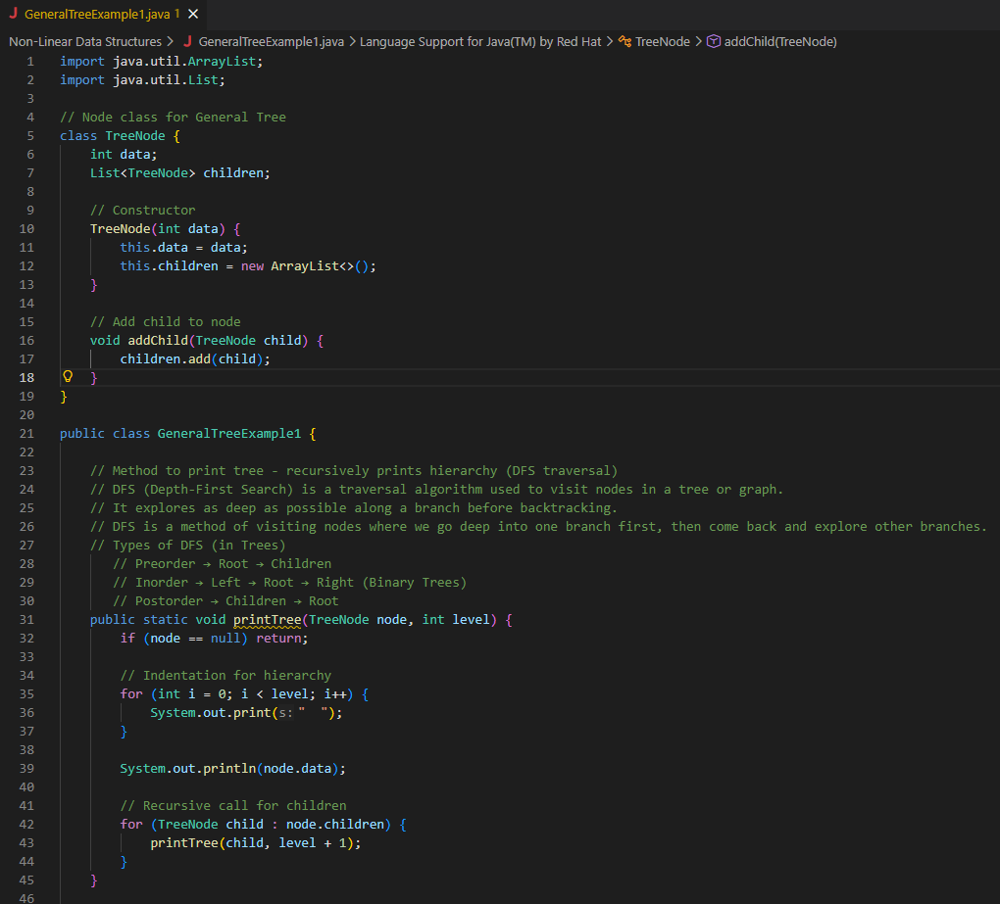 GeneralTreeExample1.java 1
Non-Linear Data Structures > GeneralTreeExample1.java > Language Support for Java(TM) by Red Hat > TreeNode > addChild(TreeNode)
1 import java.util.ArrayList;
2 import java.util.List;
3
4 // Node class for General Tree
5 class TreeNode {
6     int data;
7     List<TreeNode> children;
8
9     // Constructor
10     TreeNode(int data) {
11         this.data = data;
12         this.children = new ArrayList<>();
13     }
14
15     // Add child to node
16     void addChild(TreeNode child) {
17         children.add(child);
18     }
19 }
20
21 public class GeneralTreeExample1 {
22
23     // Method to print tree - recursively prints hierarchy (DFS traversal)
24     // DFS (Depth-First Search) is a traversal algorithm used to visit nodes in a tree or graph.
25     // It explores as deep as possible along a branch before backtracking.
26     // DFS is a method of visiting nodes where we go deep into one branch first, then come back and explore other branches.
27     // Types of DFS (in Trees)
28        // Preorder → Root → Children
29        // Inorder → Left → Root → Right (Binary Trees)
30        // Postorder → Children → Root
31     public static void printTree(TreeNode node, int level) {
32         if (node == null) return;
33
34         // Indentation for hierarchy
35         for (int i = 0; i < level; i++) {
36             System.out.print(s:"  ");
37         }
38
39         System.out.println(node.data);
40
41         // Recursive call for children
42         for (TreeNode child : node.children) {
43             printTree(child, level + 1);
44         }
45     }
46